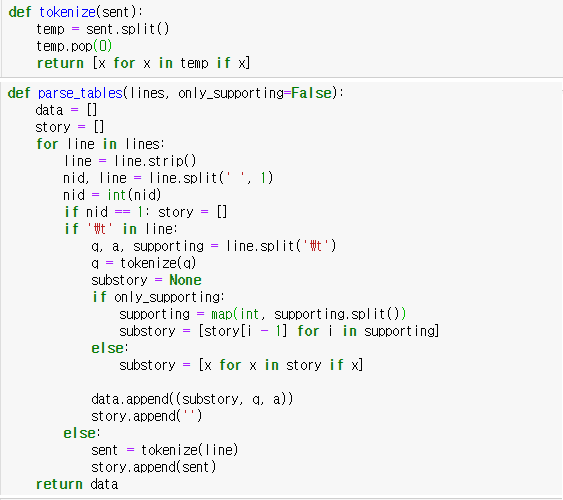 def tokenize(sent):
    temp = sent.split()
    temp.pop(0)
    return [x for x in temp if x]
def parse_tables(lines, only_supporting=False):
    data = []
    story = []
    for line in lines:
        line = line.strip()
        nid, line = line.split(' ', 1)
        nid = int(nid)
        if nid == 1: story = []
        if '₩t' in line:
            q, a, supporting = line.split('₩t')
            q = tokenize(q)
            substory = None
            if only_supporting:
                supporting = map(int, supporting.split())
                substory = [story[i - 1] for i in supporting]
            else:
                substory = [x for x in story if x]
            data.append((substory, q, a))
            story.append('')
        else:
            sent = tokenize(line)
            story.append(sent)
    return data